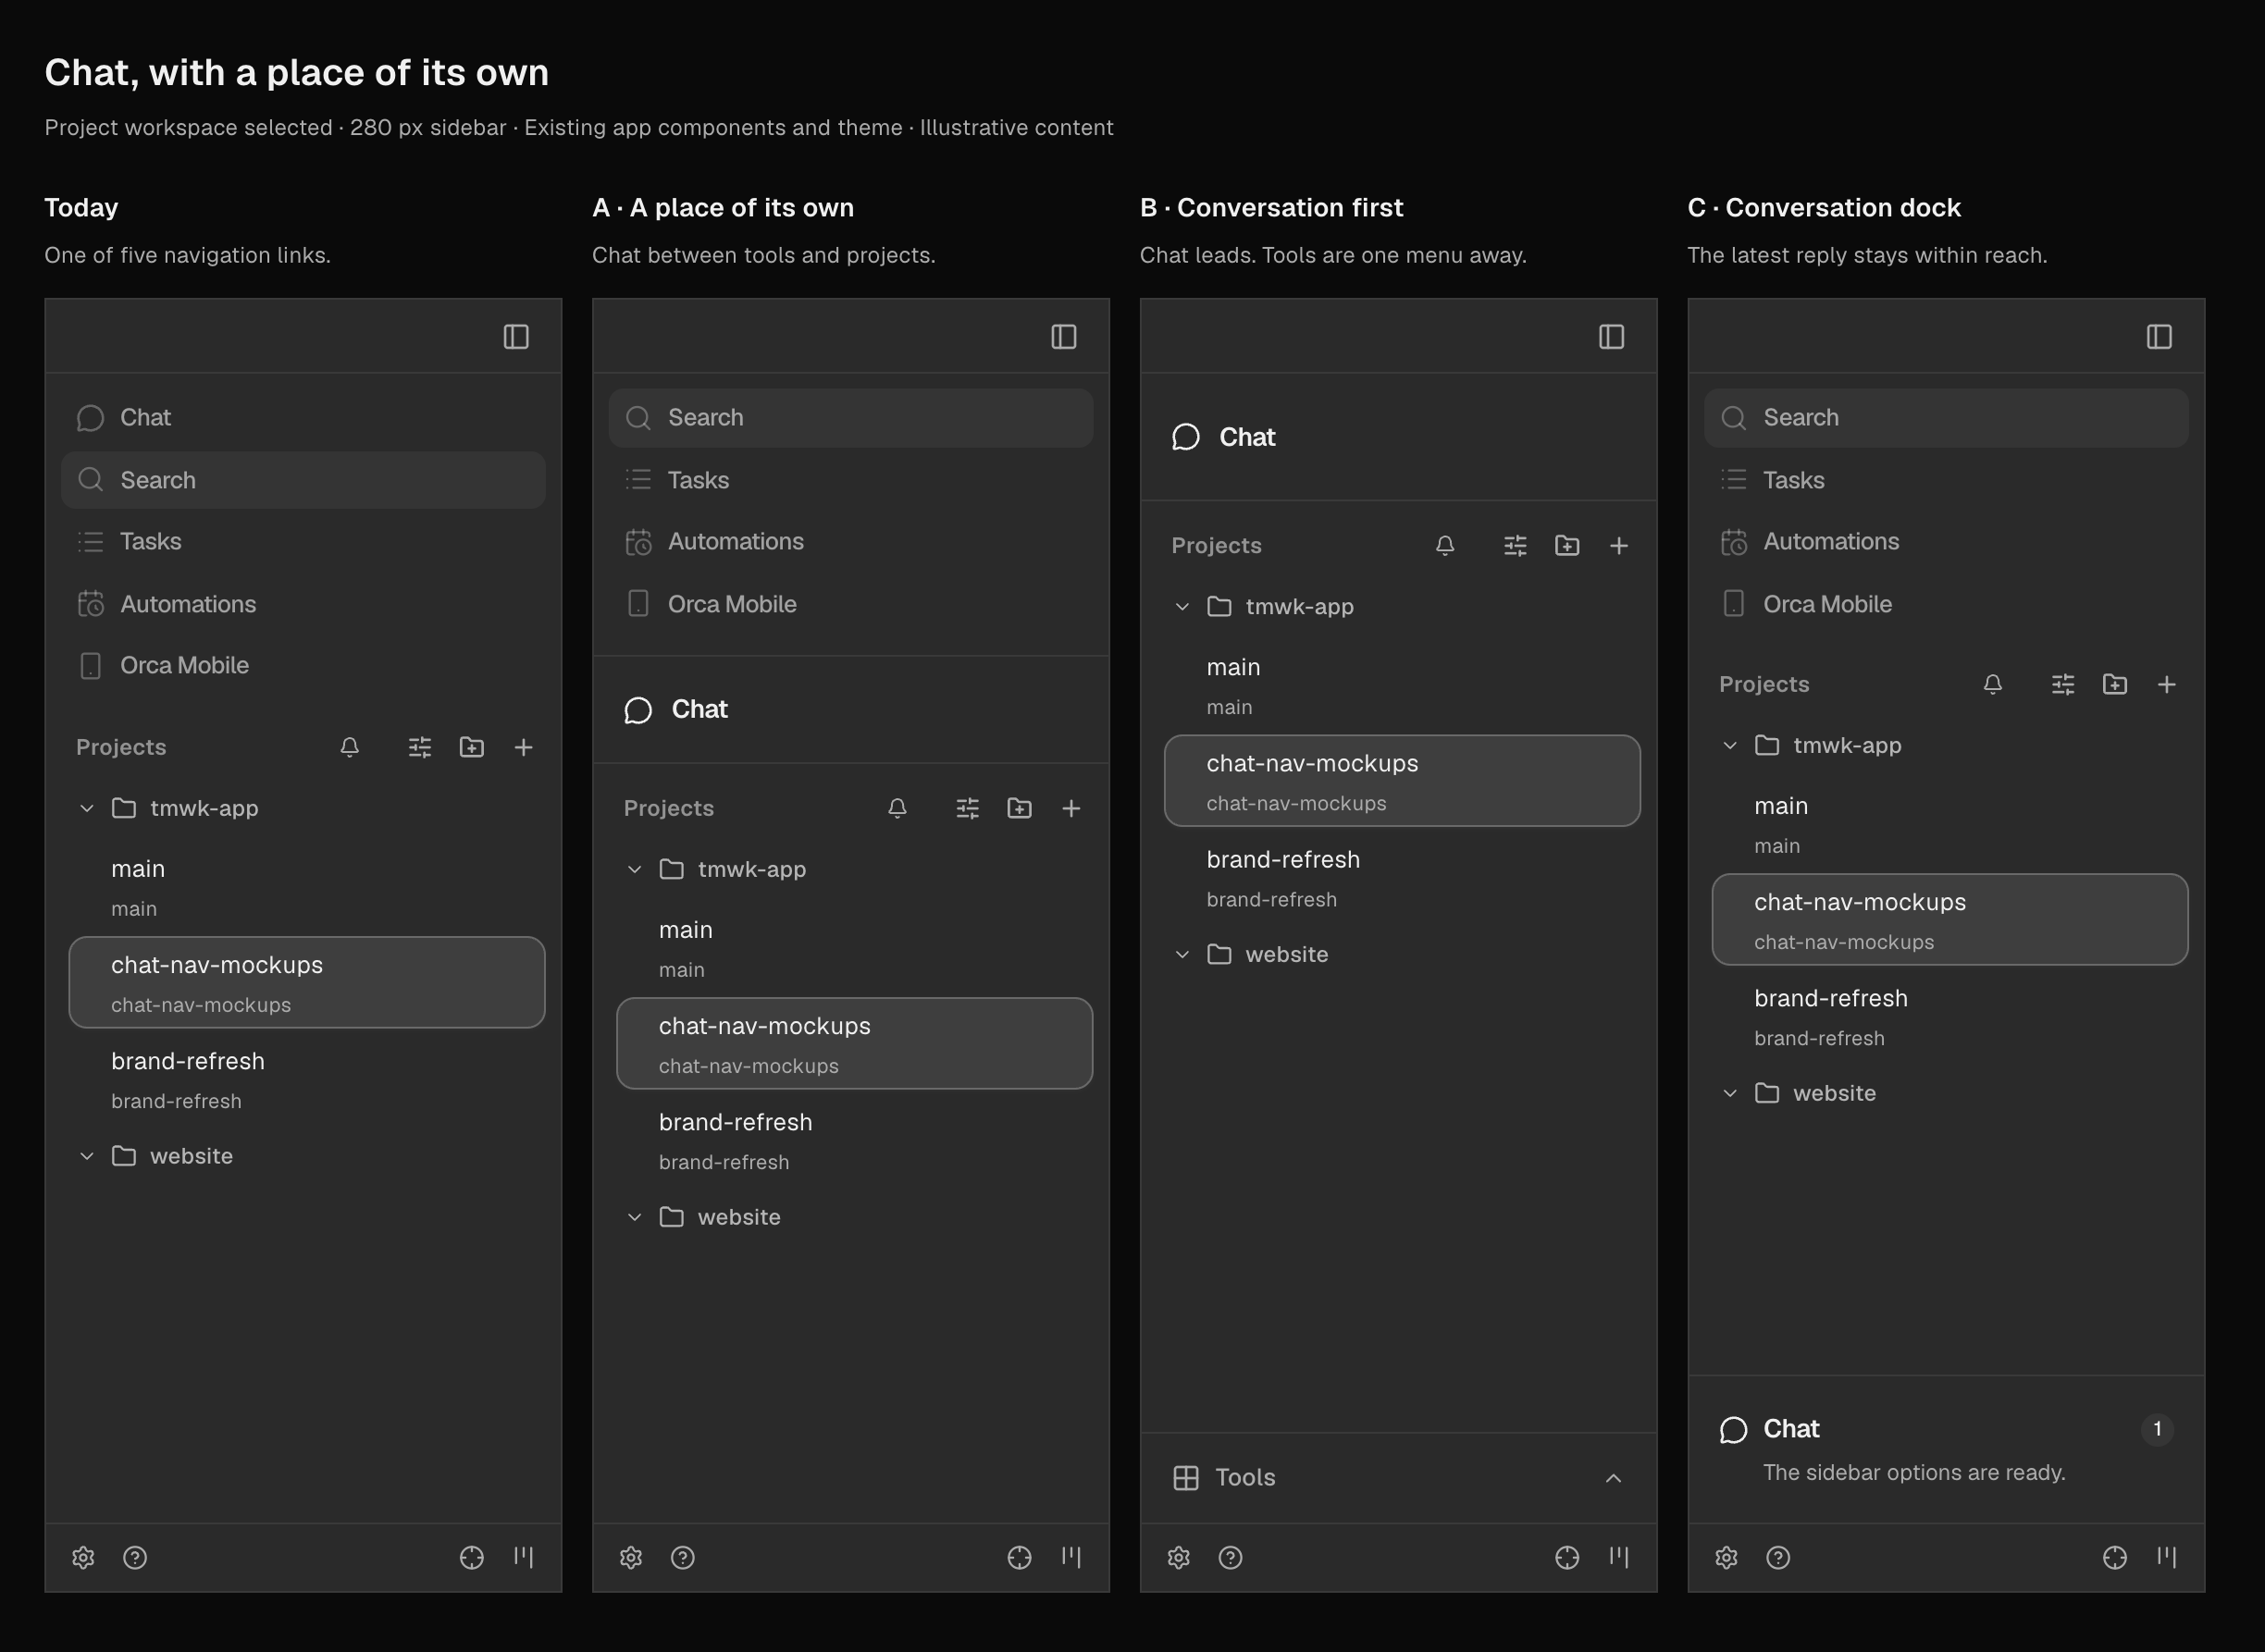 Chat, with a place of its own
Project workspace selected · 280 px sidebar · Existing app components and theme · Illustrative content
Today
One of five navigation links.
Chat
Search
Tasks
Automations
Orca Mobile
Projects
tmwk-app
main
main
chat-nav-mockups
chat-nav-mockups
brand-refresh
brand-refresh
website
A · A place of its own
Chat between tools and projects.
Search
Tasks
Automations
Orca Mobile
Chat
Projects
tmwk-app
main
main
chat-nav-mockups
chat-nav-mockups
brand-refresh
brand-refresh
website
B · Conversation first
Chat leads. Tools are one menu away.
Chat
Projects
tmwk-app
main
main
chat-nav-mockups
chat-nav-mockups
brand-refresh
brand-refresh
website
Tools
C · Conversation dock
The latest reply stays within reach.
Search
Tasks
Automations
Orca Mobile
Projects
tmwk-app
main
main
chat-nav-mockups
chat-nav-mockups
brand-refresh
brand-refresh
website
Chat 1
The sidebar options are ready.